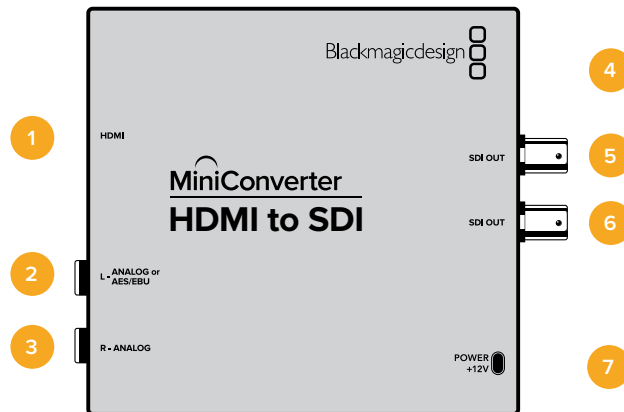 Blackmagicdesign
4
1
HDMI
5
SDI OUT
MiniConverter
HDMI to SDI
6
SDI OUT
2
L - ANALOG or
AES/EBU
3
R - ANALOG
POWER
+12V
7